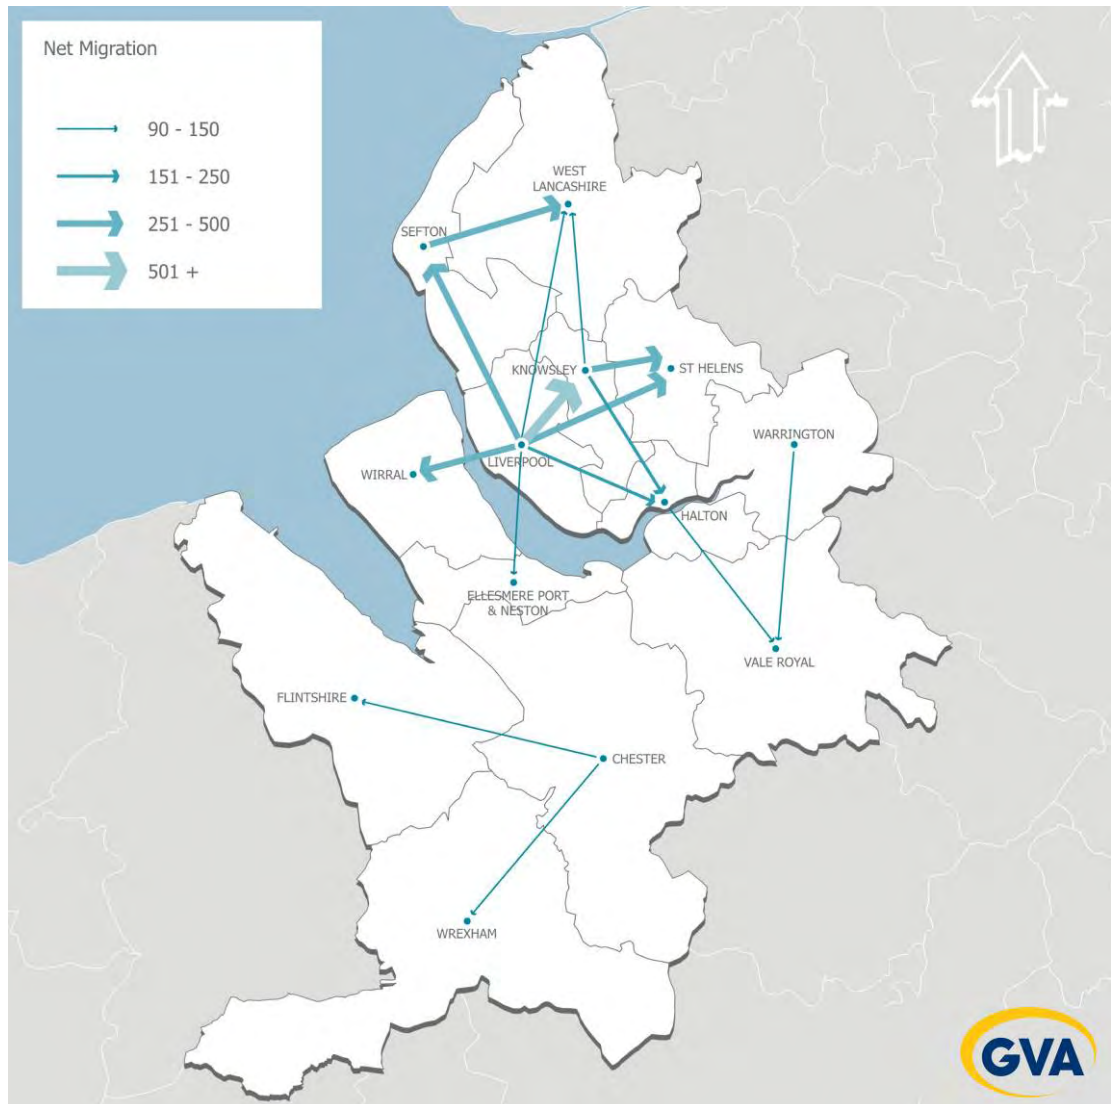 Net Migration
90 - 150
151 - 250
251 - 500
501 +
WEST
LANCASHIRE
SEFTON
KNOWSLEY
ST HELENS
WARRINGTON
LIVERPOOL
WIRRAL
HALTON
ELLESMERE PORT
& NESTON
VALE ROYAL
FLINTSHIRE
CHESTER
WREXHAM
GVA